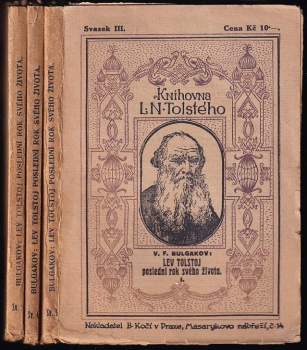 BULGAKOV: LEV TOLSTOJ POSLEDNÍ ROK SVÉHO ŽIVOTA.
BULGAKOV: LEV TOLSTOJ POSLEDNÍ ROK SVÉHO ŽIVOTA.
BULGAKOV: LEV TOLSTOJ POSLEDNÍ ROK SVÉHO ŽIVOTA.
Svazek III. Cena Kč 10·—.
Knihovna
L.N.Tolstého
V. F. BULGAKOV:
LEV TOLSTOJ
poslední rok svého života.
Nakladatel B. Kočí v Praze, Masarykovo nábřeží, č. 14